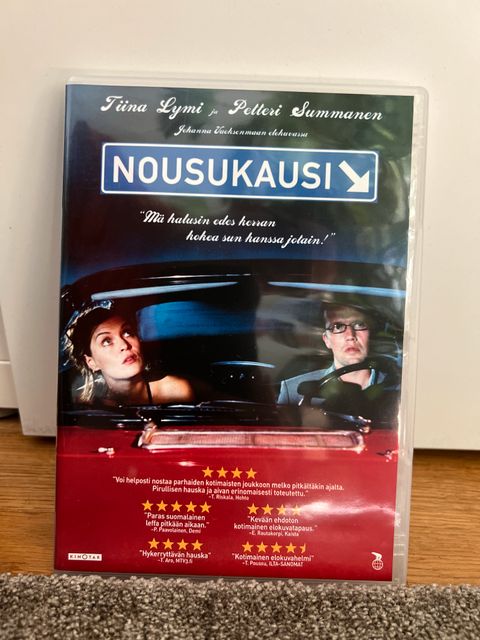 Tiina Lymi ja Petteri Summanen
Johanna Vuoksenmaan elokuvassa
NOUSUKAUSI
"Mä halusin edes kerran
kokea sun kanssa jotain!"
"Voi helposti nostaa parhaiden kotimaisten joukkoon melko pitkältäkin ajalta.
Pirullisen hauska ja aivan erinomaisesti toteutettu."
-T. Riskala, Mohto
"Paras suomalainen
leffa pitkään aikaan."
-P. Paavolainen, Demi
"Kevään ehdoton
kotimainen elokuvatapaus."
-E. Rautakorpi, Kaista
"Hykerryttävän hauska"
-T. Aro, MTV3.fi
"Kotimainen elokuvahelmi"
-T. Poussu, ILTA-SANOMAT
KINOTAR